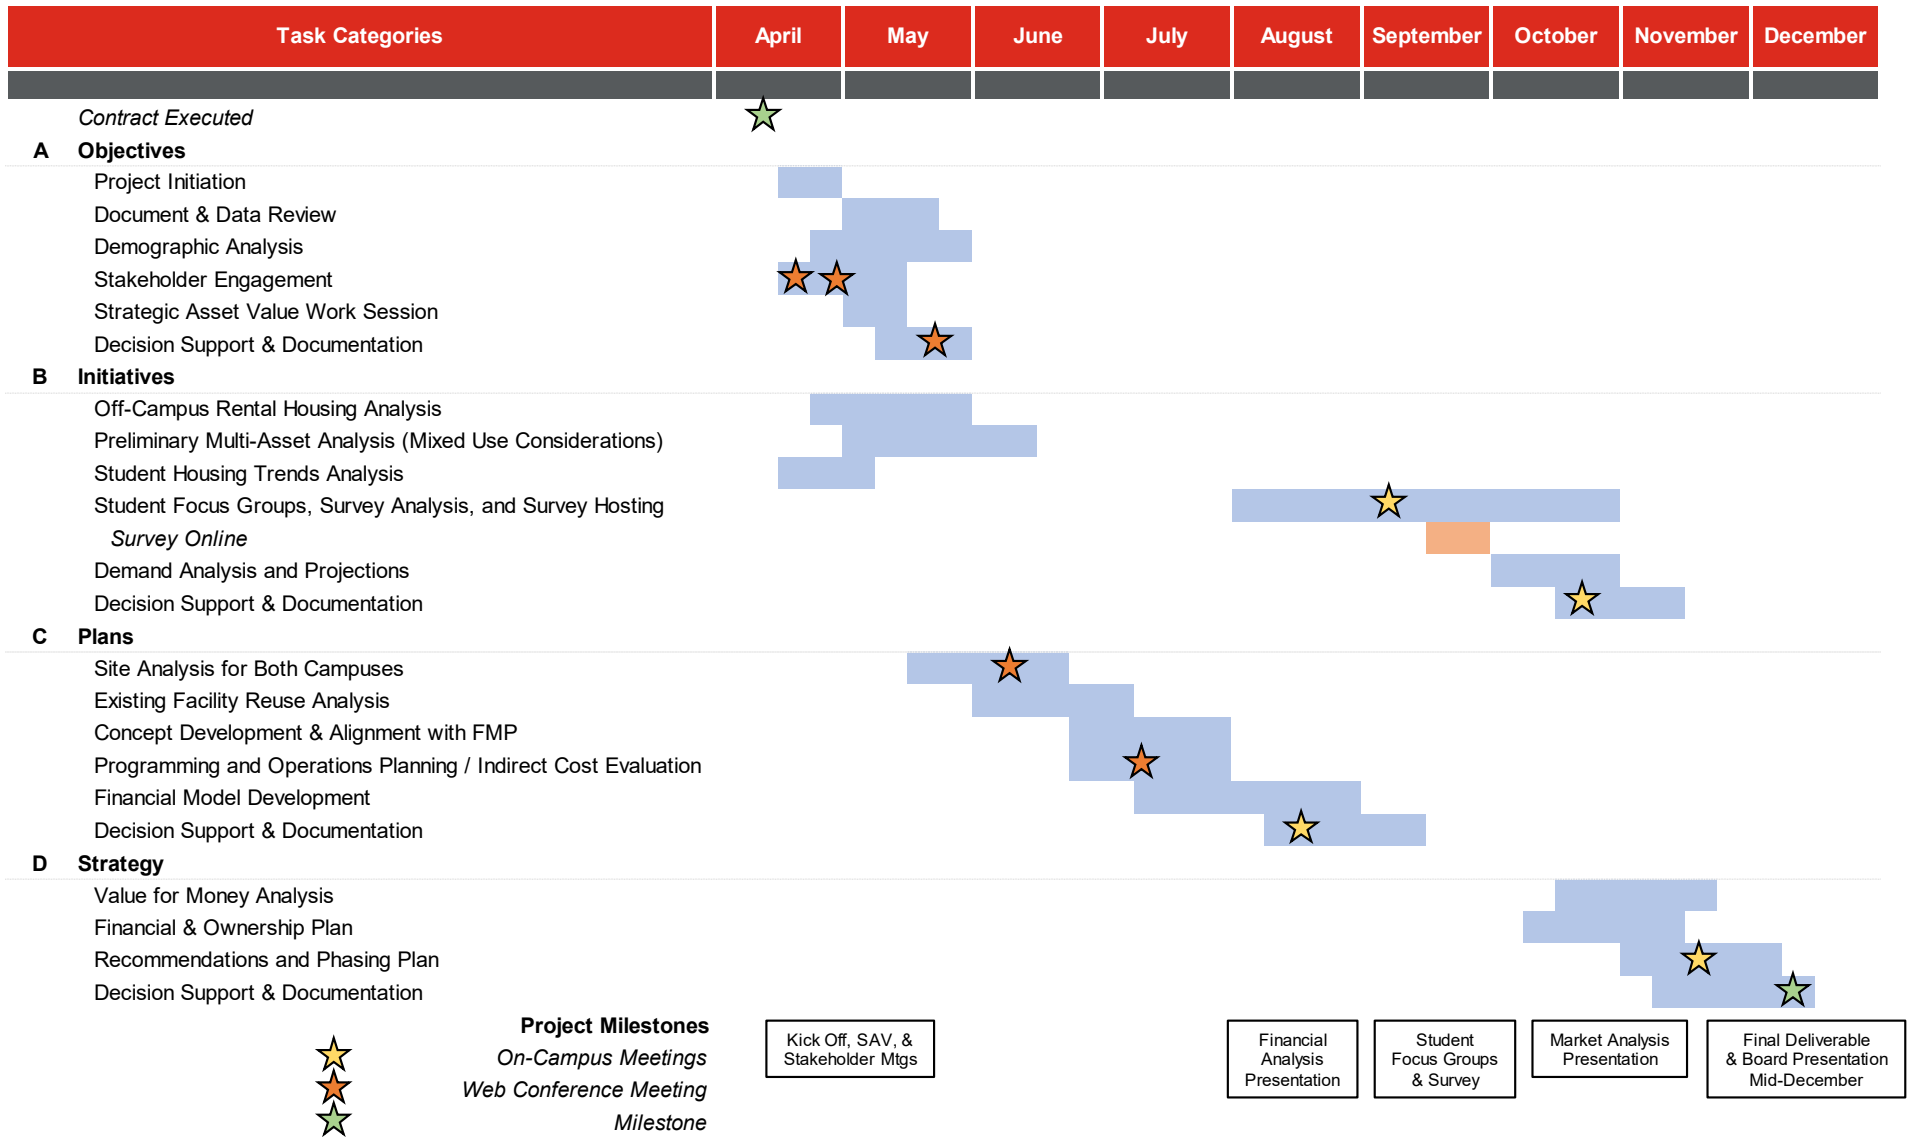 Task Categories April May June July August September October November December
Contract Executed
A Objectives
Project Initiation
Document & Data Review
Demographic Analysis
Stakeholder Engagement
Strategic Asset Value Work Session
Decision Support & Documentation
B Initiatives
Off-Campus Rental Housing Analysis
Preliminary Multi-Asset Analysis (Mixed Use Considerations)
Student Housing Trends Analysis
Student Focus Groups, Survey Analysis, and Survey Hosting
Survey Online
Demand Analysis and Projections
Decision Support & Documentation
C Plans
Site Analysis for Both Campuses
Existing Facility Reuse Analysis
Concept Development & Alignment with FMP
Programming and Operations Planning / Indirect Cost Evaluation
Financial Model Development
Decision Support & Documentation
D Strategy
Value for Money Analysis
Financial & Ownership Plan
Recommendations and Phasing Plan
Decision Support & Documentation
Project Milestones
On-Campus Meetings
Web Conference Meeting
Milestone
Kick Off, SAV, &
Stakeholder Mtgs
Financial
Analysis
Presentation
Student
Focus Groups
& Survey
Market Analysis
Presentation
Final Deliverable
& Board Presentation
Mid-December